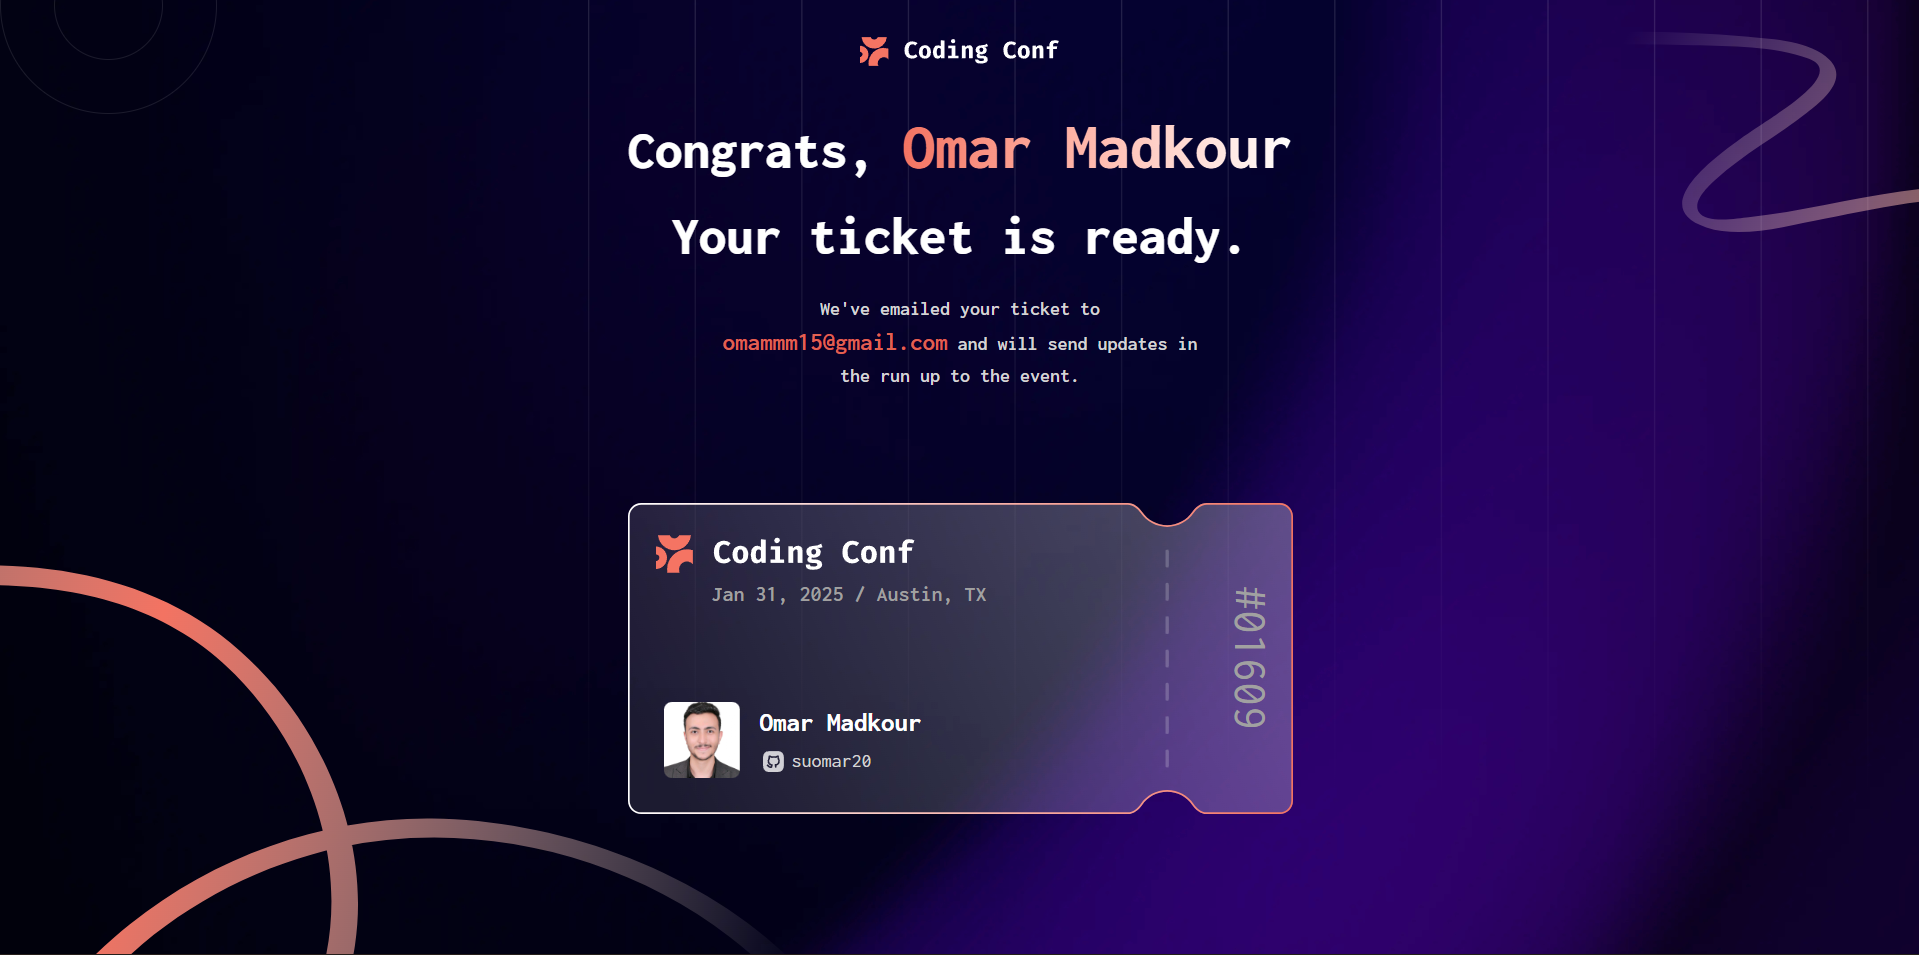 Coding Conf
Congrats, Omar Madkour
Your ticket is ready.
We've emailed your ticket to
omammm15@gmail.com and will send updates in
the run up to the event.
Coding Conf
Jan 31, 2025 / Austin, TX
#01609
Omar Madkour
suomar20